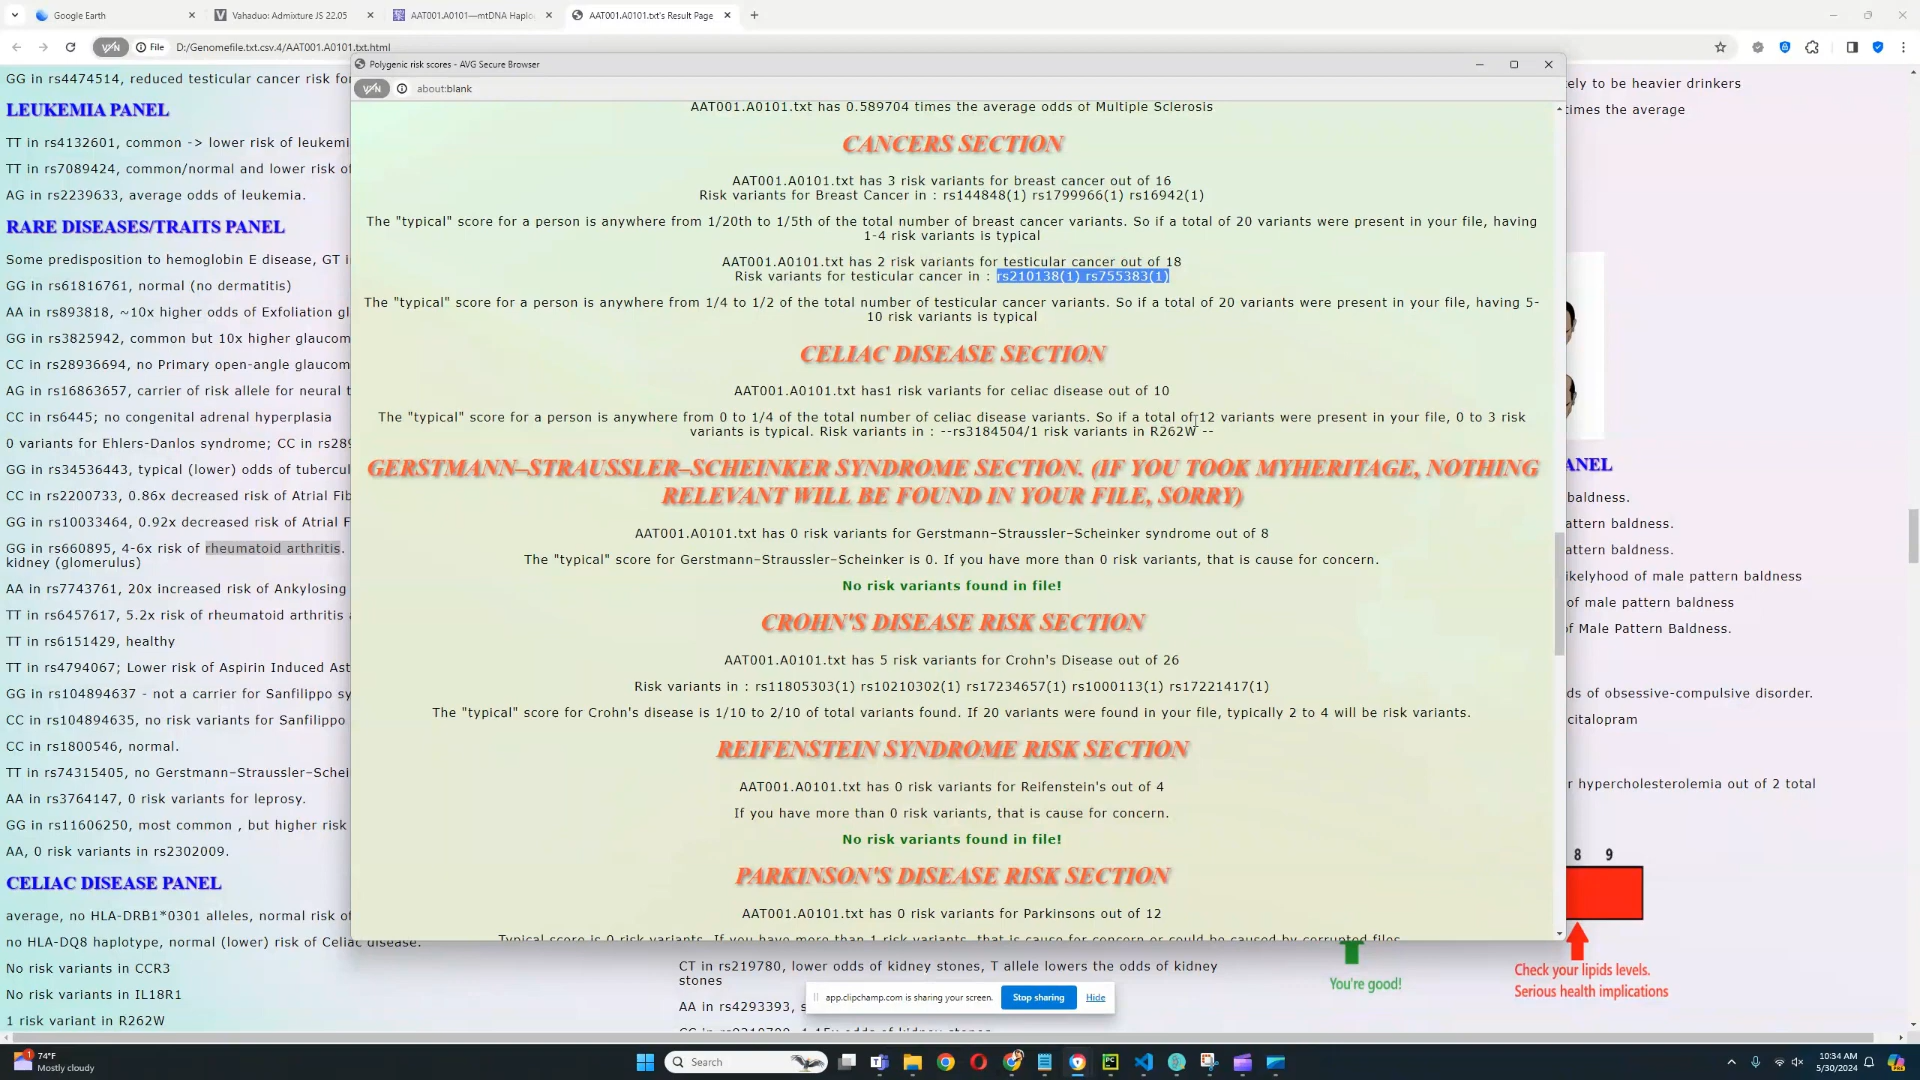 Google Earth
Vahaduo: Admixture JS 22.05
AAT001.A0101—mtDNA Haplo
AAT001.A0101.txt's Result Page
File D:/Genomefile.txt.csv.4/AAT001.A0101.txt.html
GG in rs4474514, reduced testicular cancer risk for
LEUKEMIA PANEL
TT in rs4132601, common -> lower risk of leukemi
TT in rs7089424, common/normal and lower risk of
AG in rs2239633, average odds of leukemia.
RARE DISEASES/TRAITS PANEL
Some predisposition to hemoglobin E disease, GT i
GG in rs61816761, normal (no dermatitis)
AA in rs893818, ~10x higher odds of Exfoliation gl
GG in rs3825942, common but 10x higher glaucom
CC in rs28936694, no Primary open-angle glaucom
AG in rs16863657, carrier of risk allele for neural t
CC in rs6445; no congenital adrenal hyperplasia
0 variants for Ehlers-Danlos syndrome; CC in rs289
GG in rs34536443, typical (lower) odds of tubercul
CC in rs2200733, 0.86x decreased risk of Atrial Fib
GG in rs10033464, 0.92x decreased risk of Atrial F
GG in rs660895, 4-6x risk of rheumatoid arthritis.
kidney (glomerulus)
AA in rs7743761, 20x increased risk of Ankylosing
TT in rs6457617, 5.2x risk of rheumatoid arthritis
TT in rs6151429, healthy
TT in rs4794067; Lower risk of Aspirin Induced Ast
GG in rs104894637 - not a carrier for Sanfilippo sy
CC in rs104894635, no risk variants for Sanfilippo
CC in rs1800546, normal.
TT in rs74315405, no Gerstmann–Straussler–Schei
AA in rs3764147, 0 risk variants for leprosy.
GG in rs11606250, most common , but higher risk
AA, 0 risk variants in rs2302009.
CELIAC DISEASE PANEL
average, no HLA-DRB1*0301 alleles, normal risk of
no HLA-DQ8 haplotype, normal (lower) risk of Celiac disease.
No risk variants in CCR3
No risk variants in IL18R1
1 risk variant in R262W
Polygenic risk scores - AVG Secure Browser
about:blank
AAT001.A0101.txt has 0.589704 times the average odds of Multiple Sclerosis
CANCERS SECTION
AAT001.A0101.txt has 3 risk variants for breast cancer out of 16
Risk variants for Breast Cancer in : rs144848(1) rs1799966(1) rs16942(1)
The "typical" score for a person is anywhere from 1/20th to 1/5th of the total number of breast cancer variants. So if a total of 20 variants were present in your file, having
1-4 risk variants is typical
AAT001.A0101.txt has 2 risk variants for testicular cancer out of 18
Risk variants for testicular cancer in : rs210138(1) rs755383(1)
The "typical" score for a person is anywhere from 1/4 to 1/2 of the total number of testicular cancer variants. So if a total of 20 variants were present in your file, having 5-
10 risk variants is typical
CELIAC DISEASE SECTION
AAT001.A0101.txt has1 risk variants for celiac disease out of 10
The "typical" score for a person is anywhere from 0 to 1/4 of the total number of celiac disease variants. So if a total of 12 variants were present in your file, 0 to 3 risk
variants is typical. Risk variants in : --rs3184504/1 risk variants in R262W --
GERSTMANN–STRAUSSLER–SCHEINKER SYNDROME SECTION. (IF YOU TOOK MYHERITAGE, NOTHING
RELEVANT WILL BE FOUND IN YOUR FILE, SORRY)
AAT001.A0101.txt has 0 risk variants for Gerstmann–Straussler–Scheinker syndrome out of 8
The "typical" score for Gerstmann–Straussler–Scheinker is 0. If you have more than 0 risk variants, that is cause for concern.
No risk variants found in file!
CROHN'S DISEASE RISK SECTION
AAT001.A0101.txt has 5 risk variants for Crohn's Disease out of 26
Risk variants in : rs11805303(1) rs10210302(1) rs17234657(1) rs1000113(1) rs17221417(1)
The "typical" score for Crohn's disease is 1/10 to 2/10 of total variants found. If 20 variants were found in your file, typically 2 to 4 will be risk variants.
REIFENSTEIN SYNDROME RISK SECTION
AAT001.A0101.txt has 0 risk variants for Reifenstein's out of 4
If you have more than 0 risk variants, that is cause for concern.
No risk variants found in file!
PARKINSON'S DISEASE RISK SECTION
AAT001.A0101.txt has 0 risk variants for Parkinsons out of 12
Typical score is 0 risk variants. If you have more than 1 risk variants, that is cause for concern or could be caused by corrupted files
CT in rs219780, lower odds of kidney stones, T allele lowers the odds of kidney
stones
AA in rs4293393, s
app.clipchamp.com is sharing your screen.
Stop sharing
Hide
ely to be heavier drinkers
times the average
ANEL
baldness.
attern baldness.
attern baldness.
ikelyhood of male pattern baldness
of male pattern baldness
of Male Pattern Baldness.
ds of obsessive-compulsive disorder.
citalopram
r hypercholesterolemia out of 2 total
8 9
You're good!
Check your lipids levels.
Serious health implications
1
74°F
Mostly cloudy
Search
10:34 AM
5/30/2024